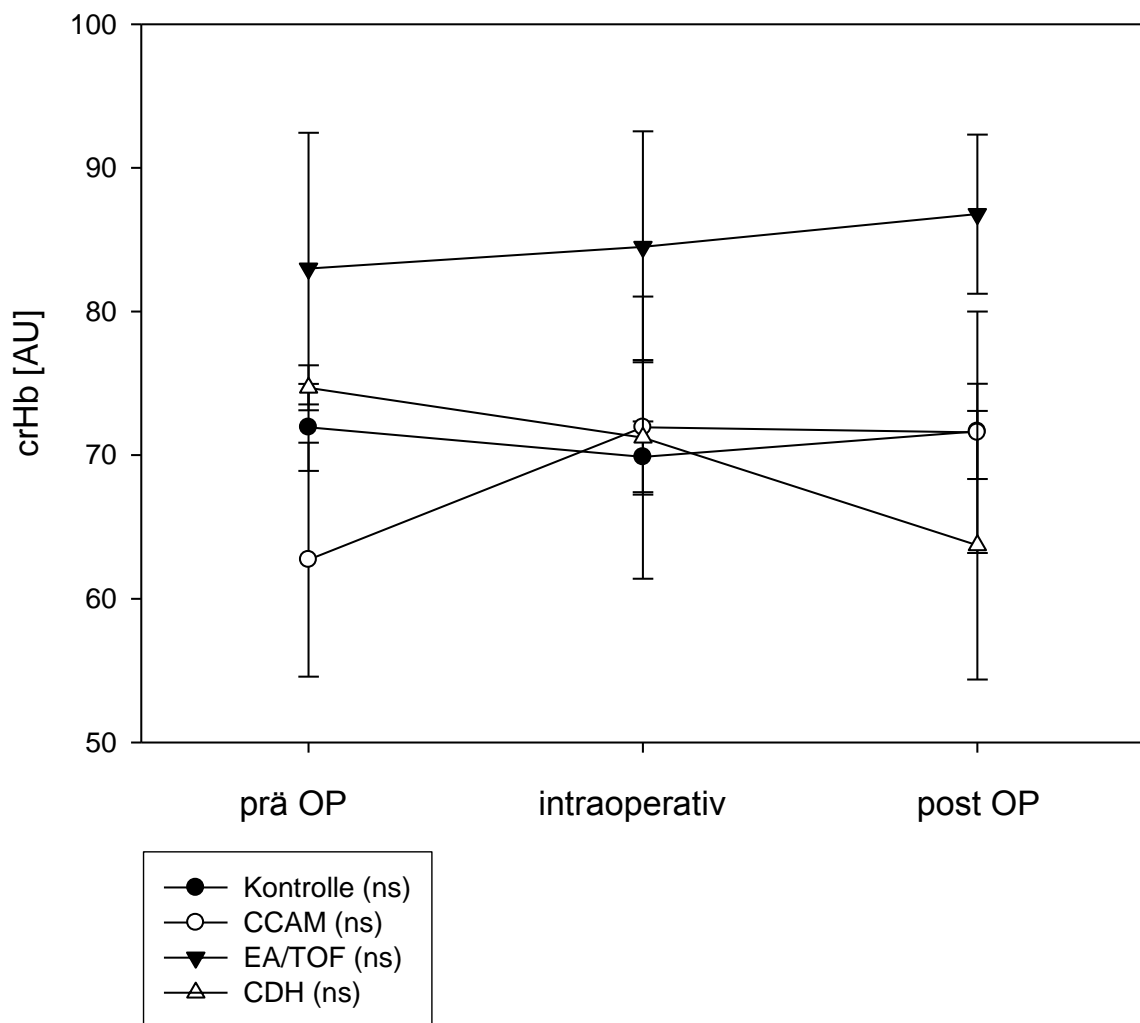 100
90
80
70
60
50
crHb [AU]
prä OP intraoperativ post OP
Kontrolle (ns)
CCAM (ns)
EA/TOF (ns)
CDH (ns)